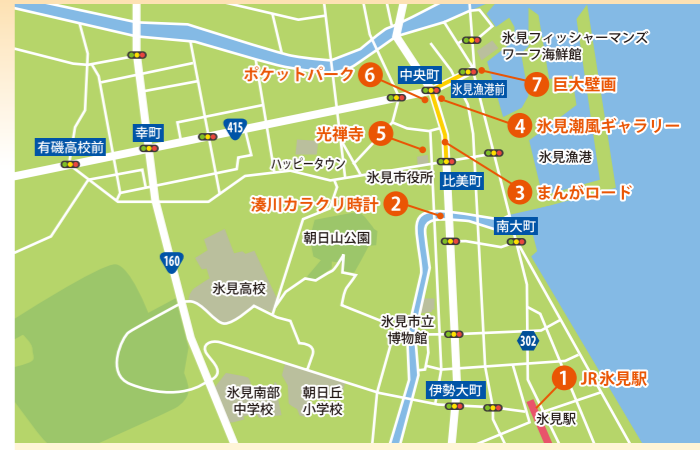 氷見フィッシャーマンズ
ワーフ海鮮館
ポケットパーク 6
中央町
氷見漁港前
7 巨大壁画
4 氷見潮風ギャラリー
415
幸町
有磯高校前
光禅寺 5
ハッピータウン
氷見漁港
氷見市役所
比美町
3 まんがロード
湊川カラクリ時計 2
南大町
朝日山公園
160
氷見高校
氷見市立
博物館
302
1 JR氷見駅
伊勢大町
氷見南部
中学校
朝日丘
小学校
氷見駅